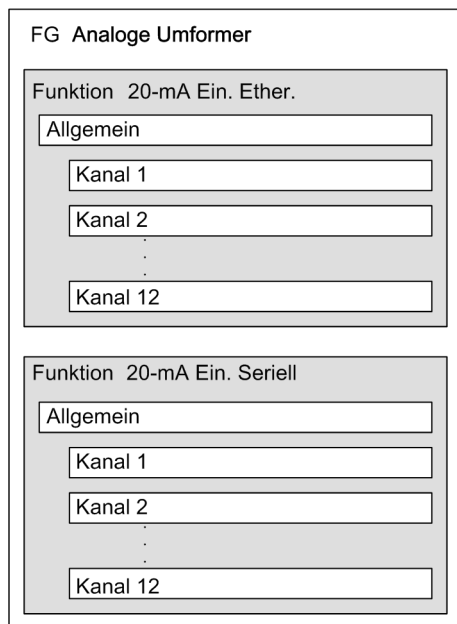 FG Analoge Umformer
Funktion 20-mA Ein. Ether.
Allgemein
Kanal 1
Kanal 2
Kanal 12
Funktion 20-mA Ein. Seriell
Allgemein
Kanal 1
Kanal 2
Kanal 12